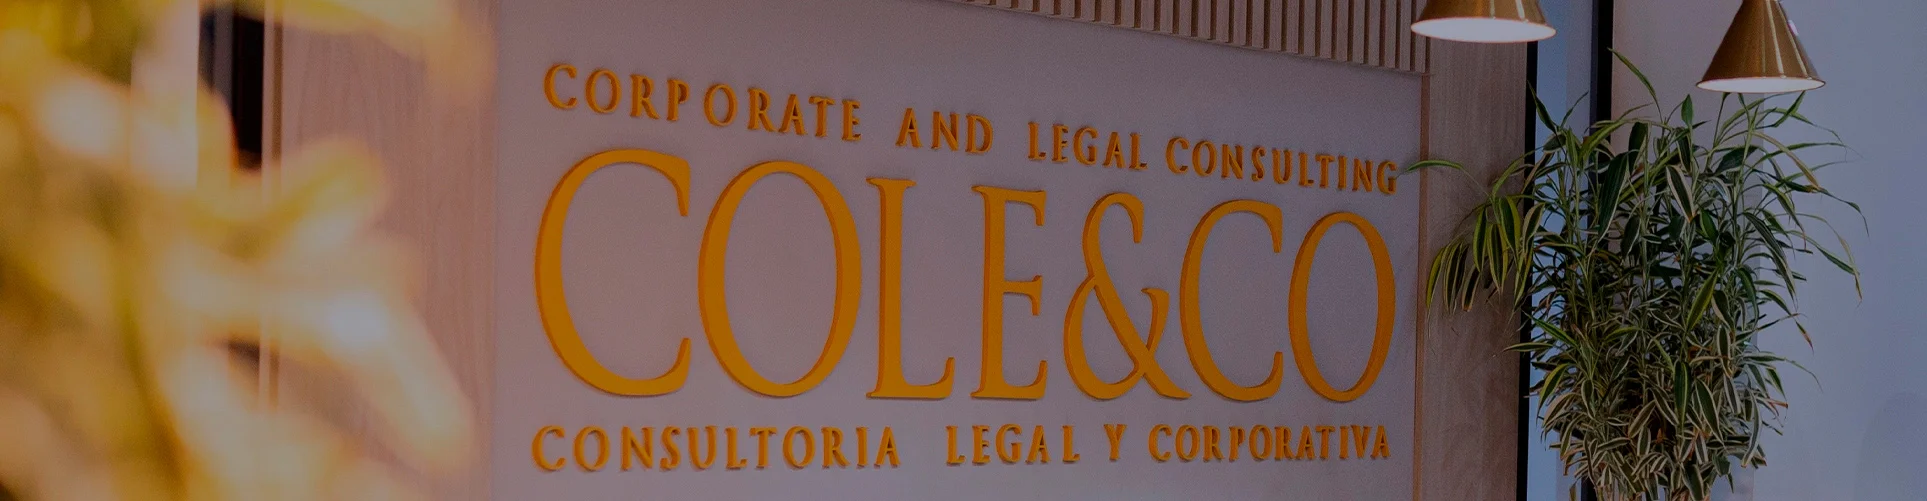 CORPORATE AND LEGAL CONSULTING
COLE&CO
CONSULTORIA LEGAL Y CORPORATIVA